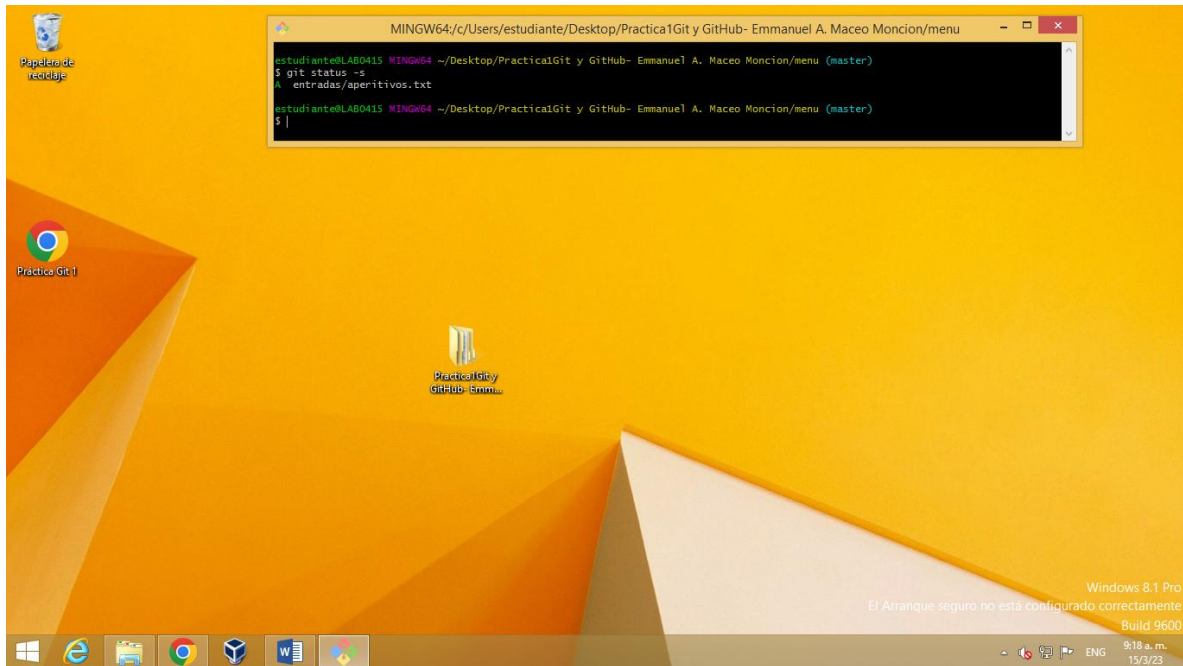 Papelera de
reciclaje
MINGW64:/c/Users/estudiante/Desktop/Practica1Git y GitHub- Emmanuel A. Maceo Moncion/menu
estudiante@LAB0415 MINGW64 ~/Desktop/Practica1Git y GitHub- Emmanuel A. Maceo Moncion/menu (master)
$ git status -s
A  entradas/aperitivos.txt
estudiante@LAB0415 MINGW64 ~/Desktop/Practica1Git y GitHub- Emmanuel A. Maceo Moncion/menu (master)
$
Práctica Git 1
Practica1Git y
GitHub- Emm...
Windows 8.1 Pro
El Arranque seguro no está configurado correctamente
Build 9600
ENG
9:18 a. m.
15/3/23